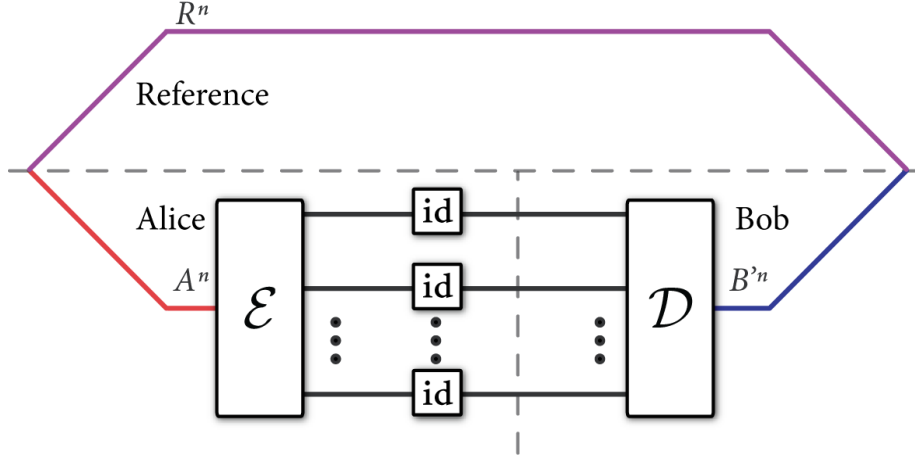 Rⁿ
Reference
Alice
id
Bob
Aⁿ
ℰ
id
𝒟
B'ⁿ
id